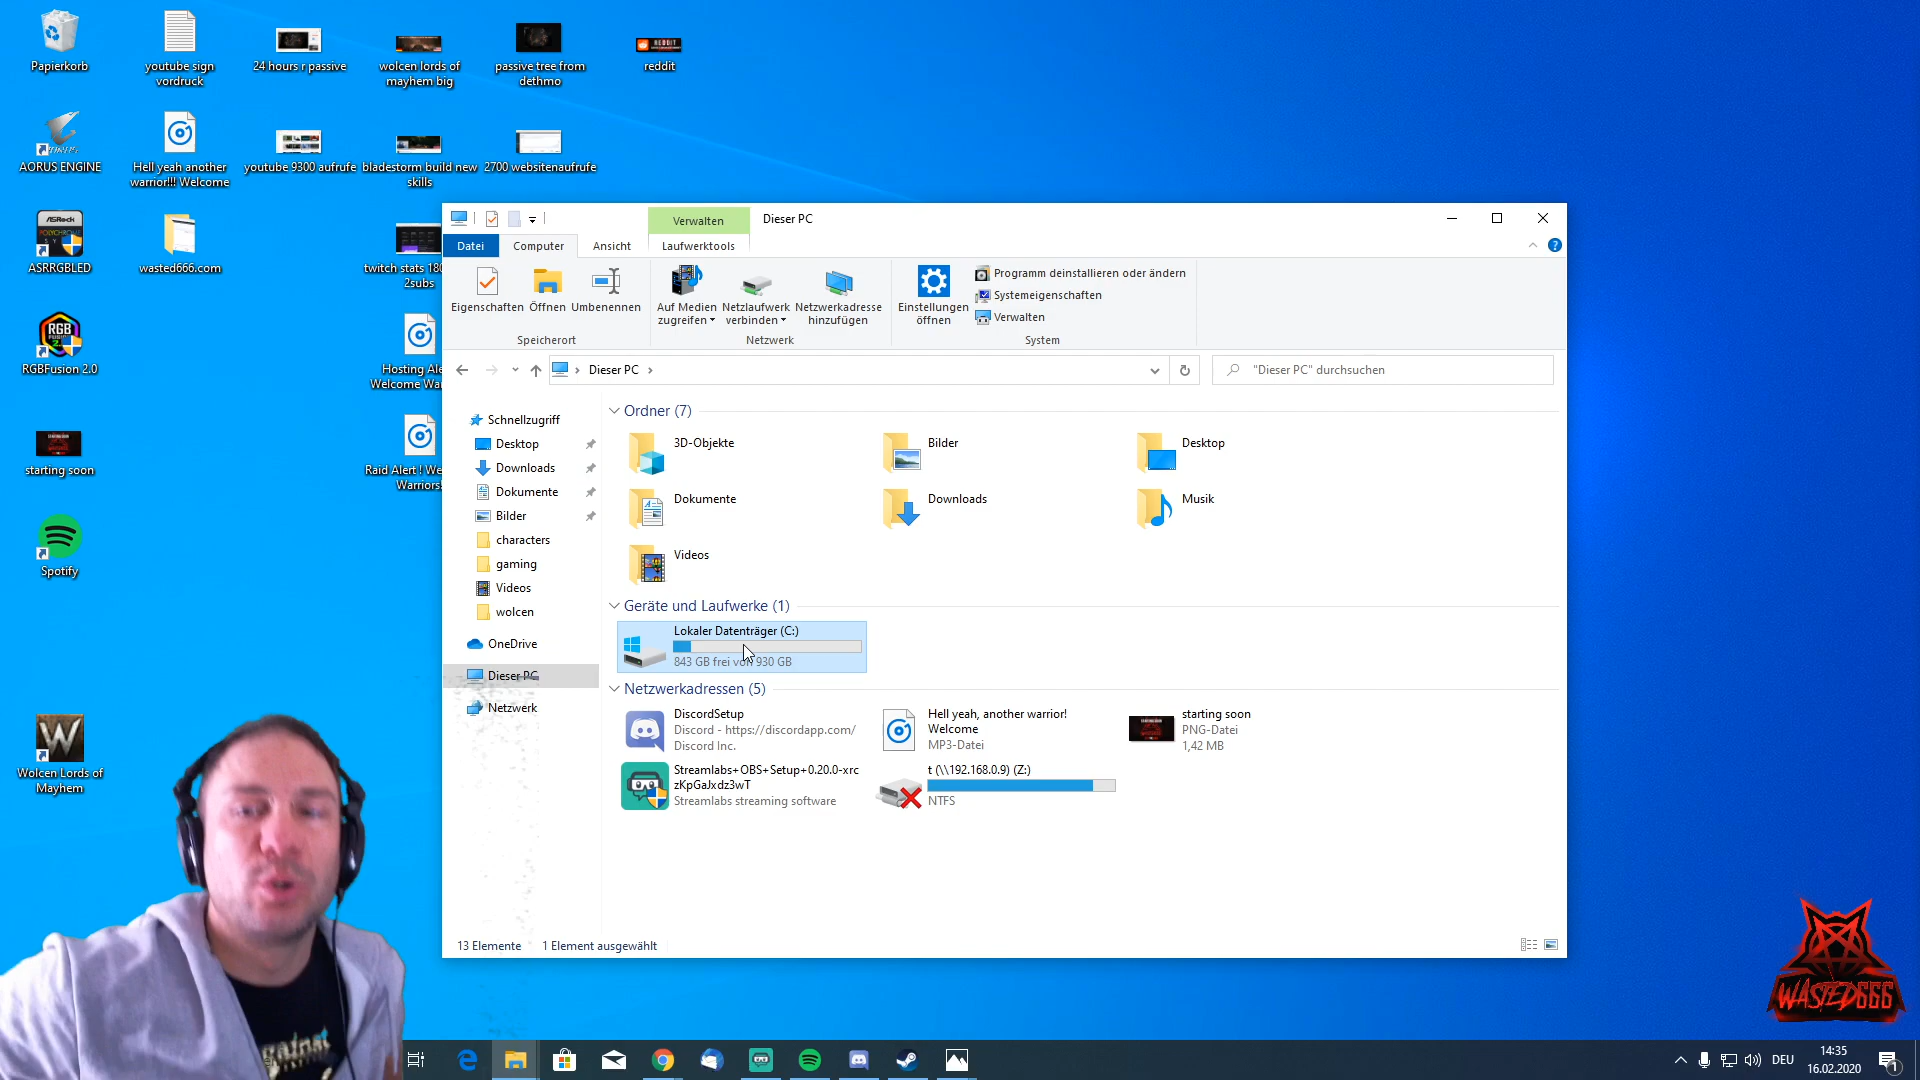 Papierkorb
youtube sign
vordruck
24 hours r passive
wolcen lords of
mayhem big
passive tree from
dethmo
reddit
AORUS ENGINE
Hell yeah another
warrior!!! Welcome
youtube 9300 aufrufe
bladestorm build new
skills
2700 websitenaufrufe
ASRRGBLED
wasted666.com
twitch stats 180
2subs
RGBFusion 2.0
Hosting Ale
Welcome Wa
starting soon
Raid Alert ! We
Warriors!
Spotify
Wolcen Lords of
Mayhem
Verwalten
Dieser PC
Datei
Computer
Ansicht
Laufwerktools
Eigenschaften
Öffnen
Umbenennen
Auf Medien
zugreifen
Netzlaufwerk
verbinden
Netzwerkadresse
hinzufügen
Einstellungen
öffnen
Programm deinstallieren oder ändern
Systemeigenschaften
Verwalten
Speicherort
Netzwerk
System
Dieser PC
"Dieser PC" durchsuchen
Schnellzugriff
Desktop
Downloads
Dokumente
Bilder
characters
gaming
Videos
wolcen
OneDrive
Dieser PC
Netzwerk
Ordner (7)
3D-Objekte
Bilder
Desktop
Dokumente
Downloads
Musik
Videos
Geräte und Laufwerke (1)
Lokaler Datenträger (C:)
843 GB frei von 930 GB
Netzwerkadressen (5)
DiscordSetup
Discord - https://discordapp.com/
Discord Inc.
Hell yeah, another warrior!
Welcome
MP3-Datei
starting soon
PNG-Datei
1,42 MB
Streamlabs+OBS+Setup+0.20.0-xrc
zKpGaJxdz3wT
Streamlabs streaming software
t (\\192.168.0.9) (Z:)
NTFS
13 Elemente
1 Element ausgewählt
WASTED666
DEU
14:35
16.02.2020
1